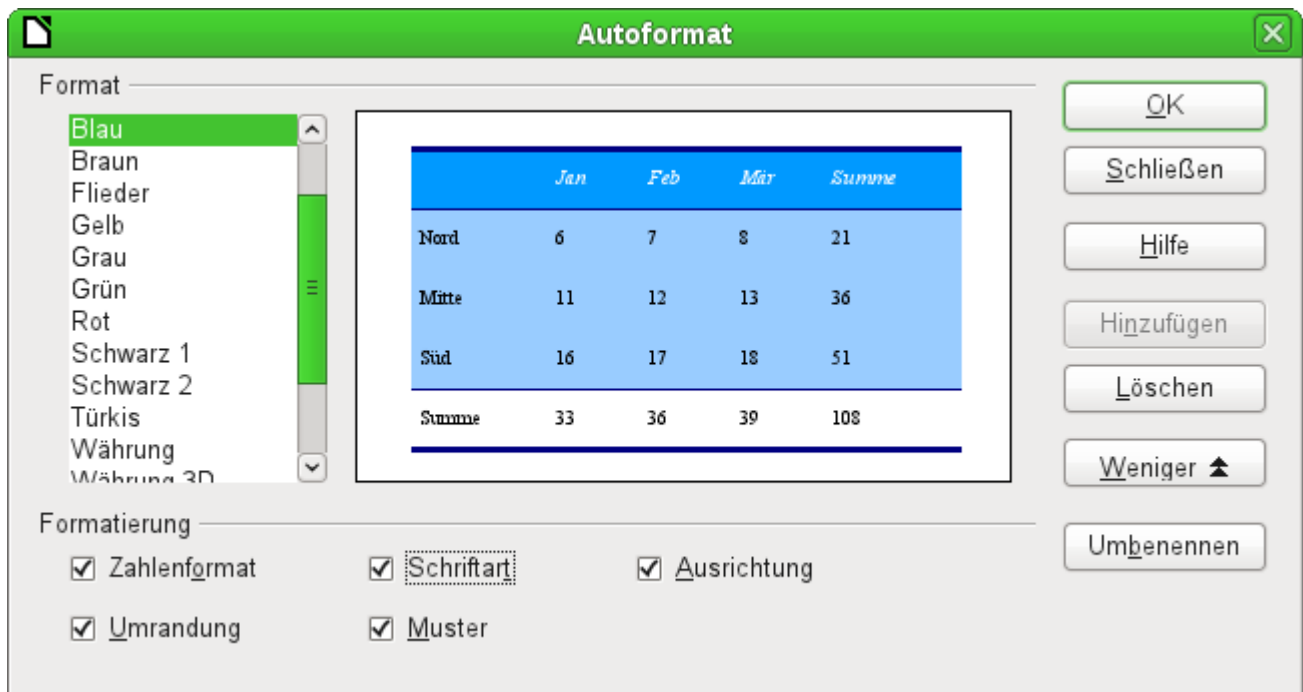 Autoformat
Format
Blau
Braun
Flieder
Gelb
Grau
Grün
Rot
Schwarz 1
Schwarz 2
Türkis
Währung
Währung 3D
Jan Feb Mär Summe
Nord 6 7 8 21
Mitte 11 12 13 36
Süd 16 17 18 51
Summe 33 36 39 108
OK
Schließen
Hilfe
Hinzufügen
Löschen
Weniger
Umbenennen
Formatierung
Zahlenformat Schriftart Ausrichtung
Umrandung Muster